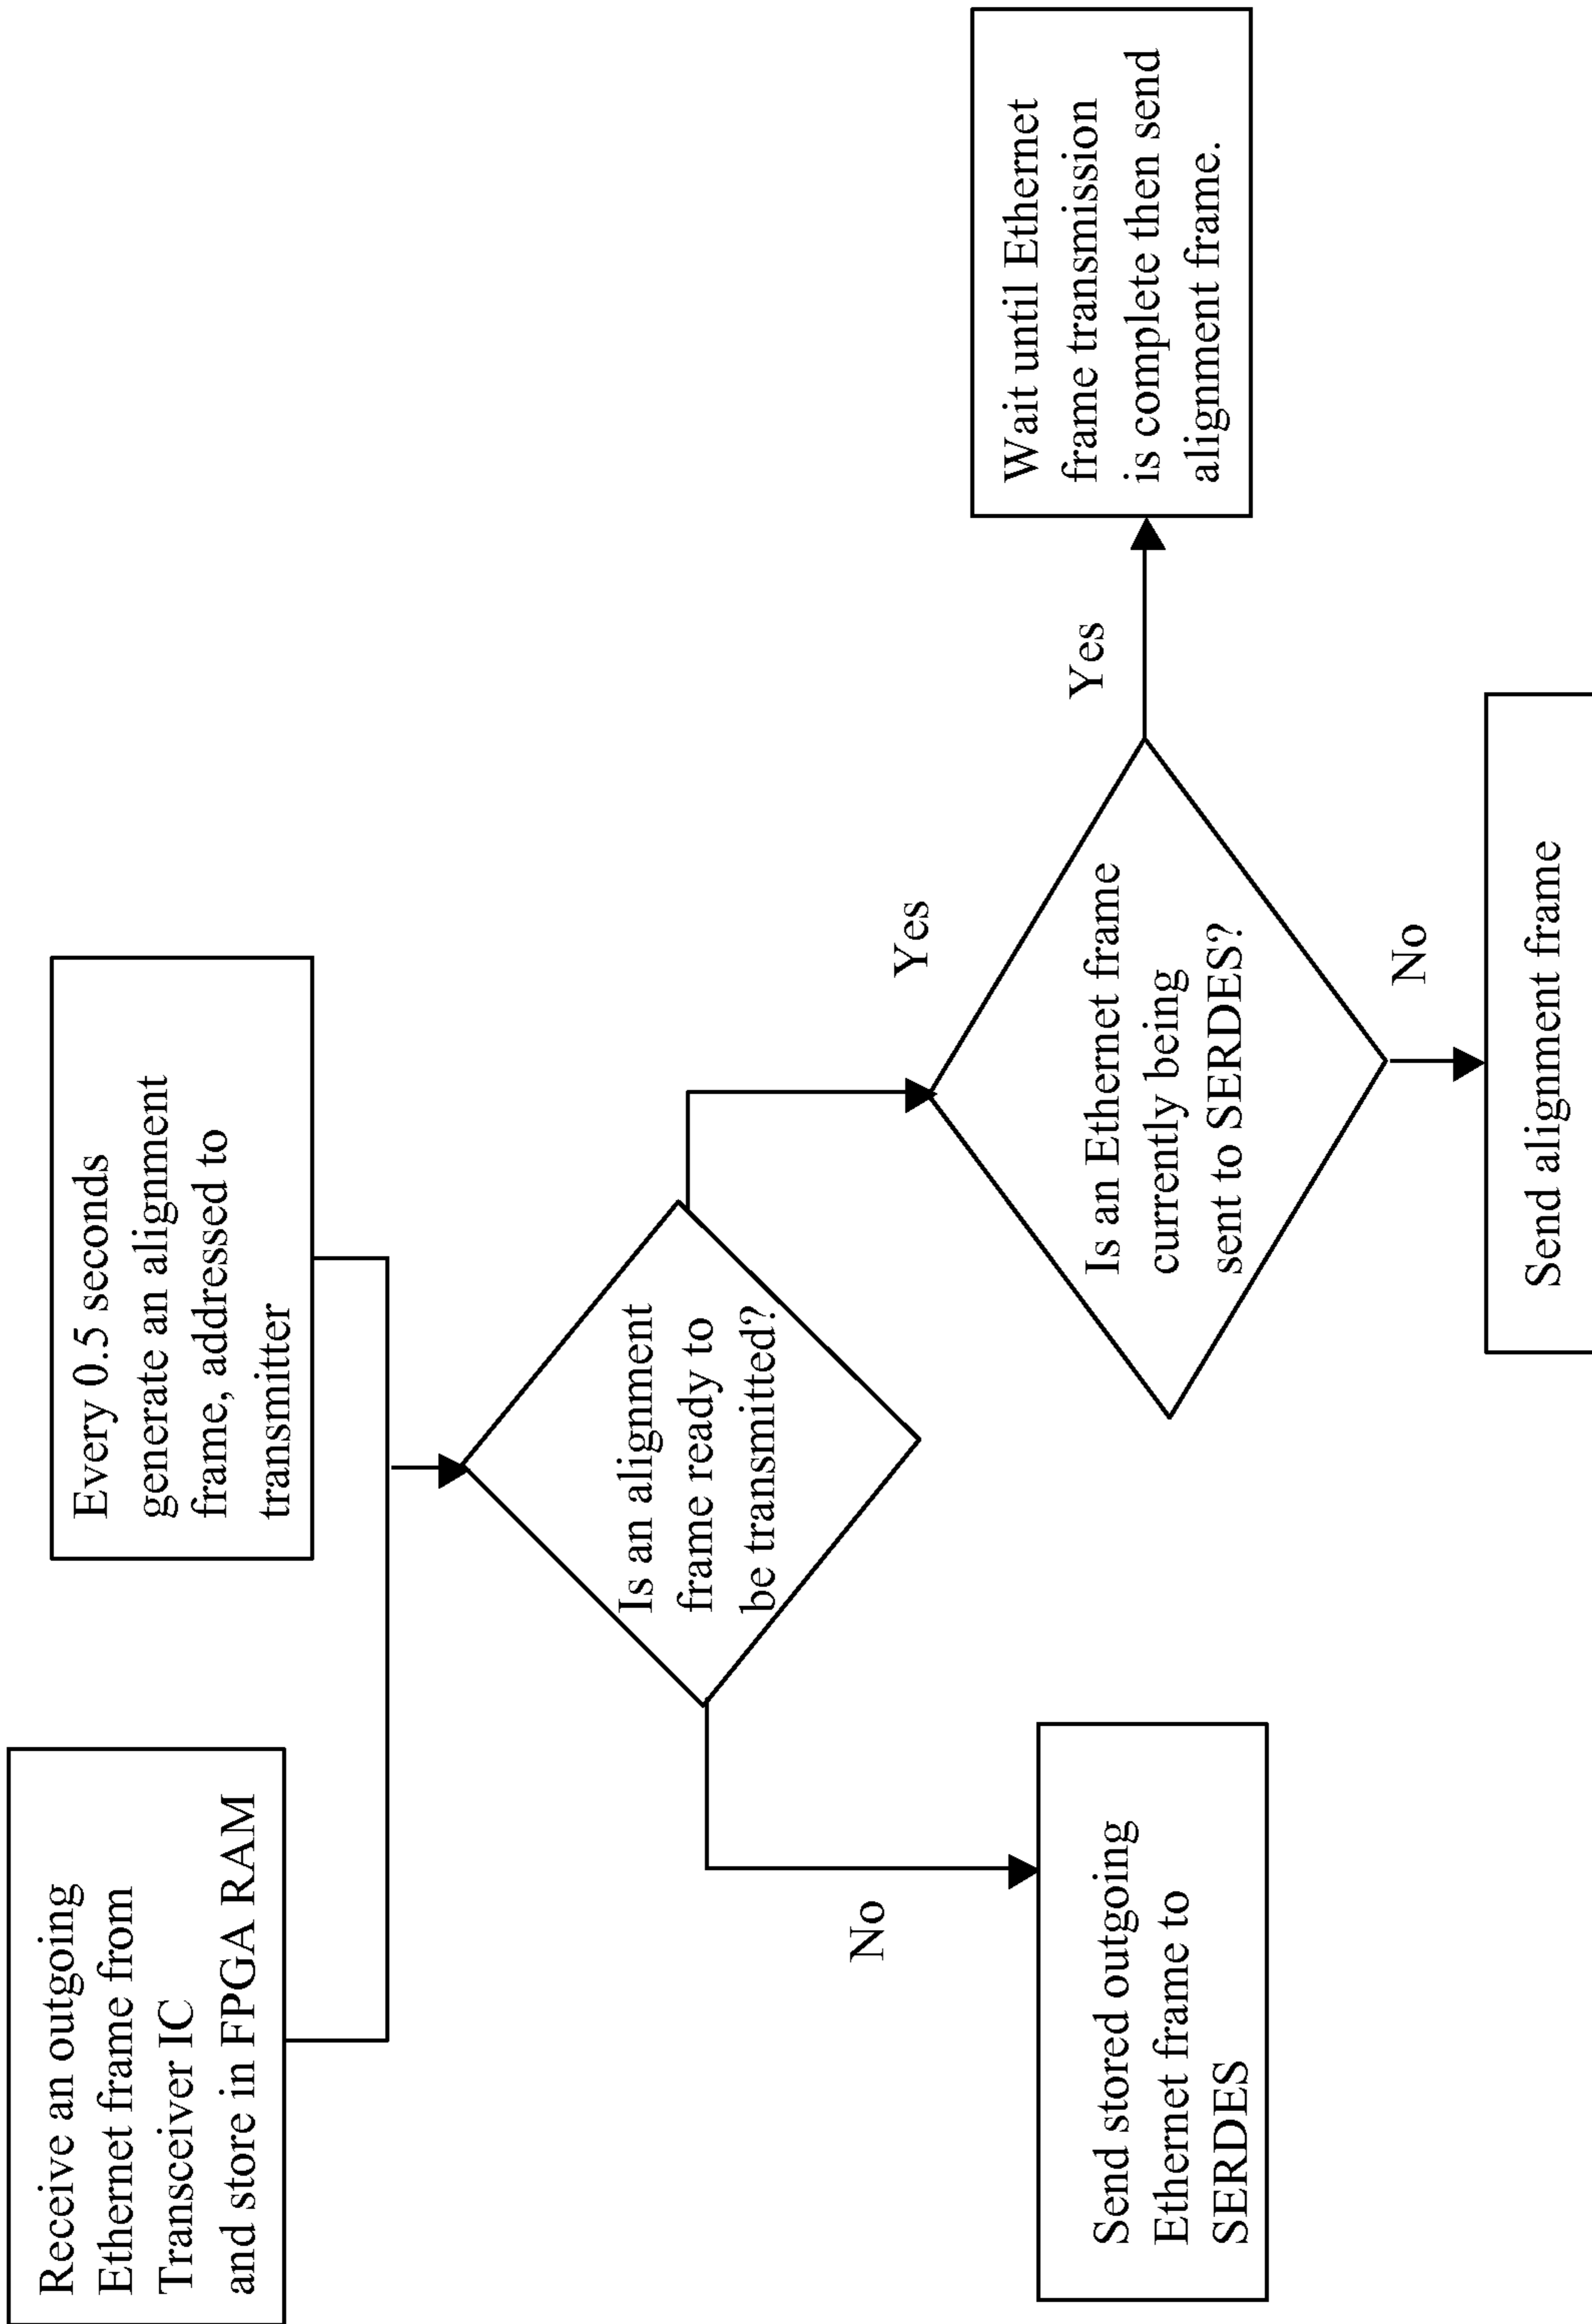 Receive an outgoing
Ethernet frame from
Transceiver IC
and store in FPGA RAM
Every 0.5 seconds
generate an alignment
frame, addressed to
transmitter
Is an alignment
frame ready to
be transmitted?
No
Yes
Send stored outgoing
Ethernet frame to
SERDES
Is an Ethernet frame
currently being
sent to SERDES?
Yes
Wait until Ethernet
frame transmission
is complete then send
alignment frame.
No
Send alignment frame